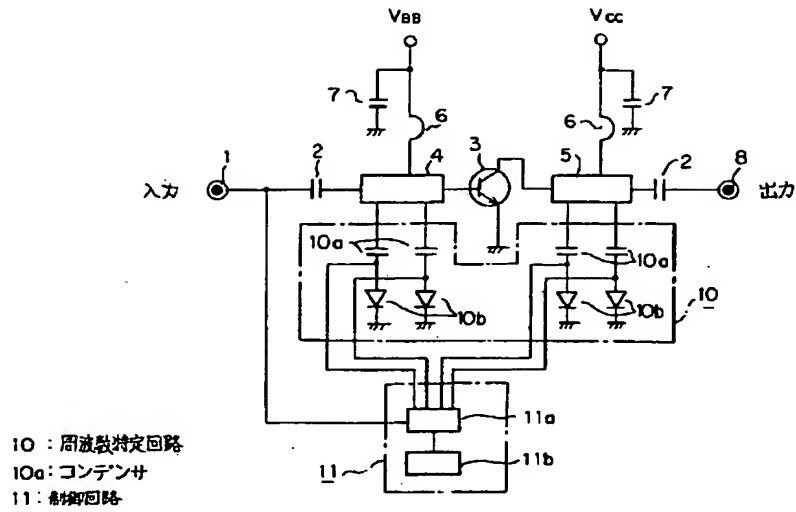 VBB
VCC
7
6
6
7
1
2
4
3
5
2
8
入力
出力
10a
10a
10b
10b
10
11a
11
11b
10 : 周波数特定回路
10a : コンデンサ
11 : 制御回路